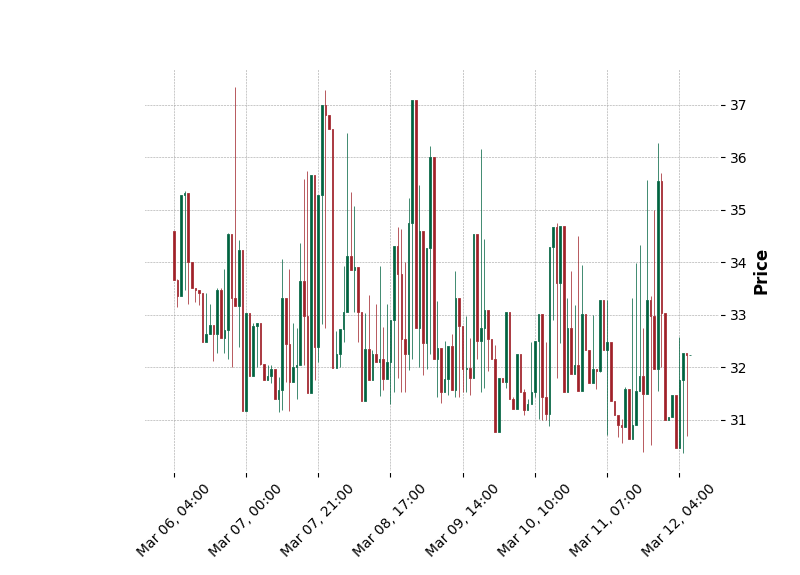 37
36
35
34
33
32
31
Price
Mar 06, 04:00
Mar 07, 00:00
Mar 07, 21:00
Mar 08, 17:00
Mar 09, 14:00
Mar 10, 10:00
Mar 11, 07:00
Mar 12, 04:00